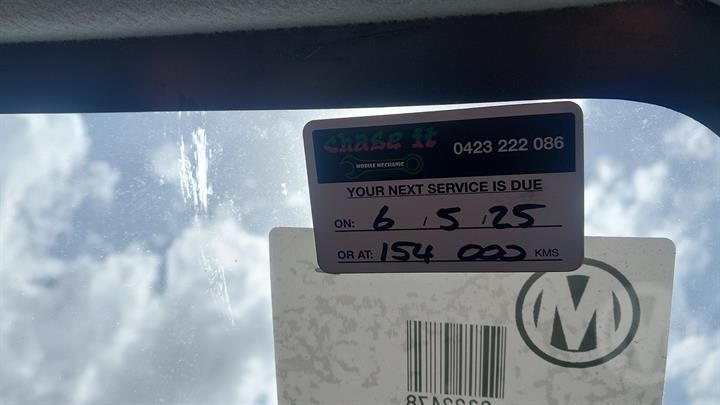 chase it
MOBILE MECHANIC
0423 222 086
YOUR NEXT SERVICE IS DUE
ON: 6 / 5 / 25
OR AT: 154 000 KMS
M